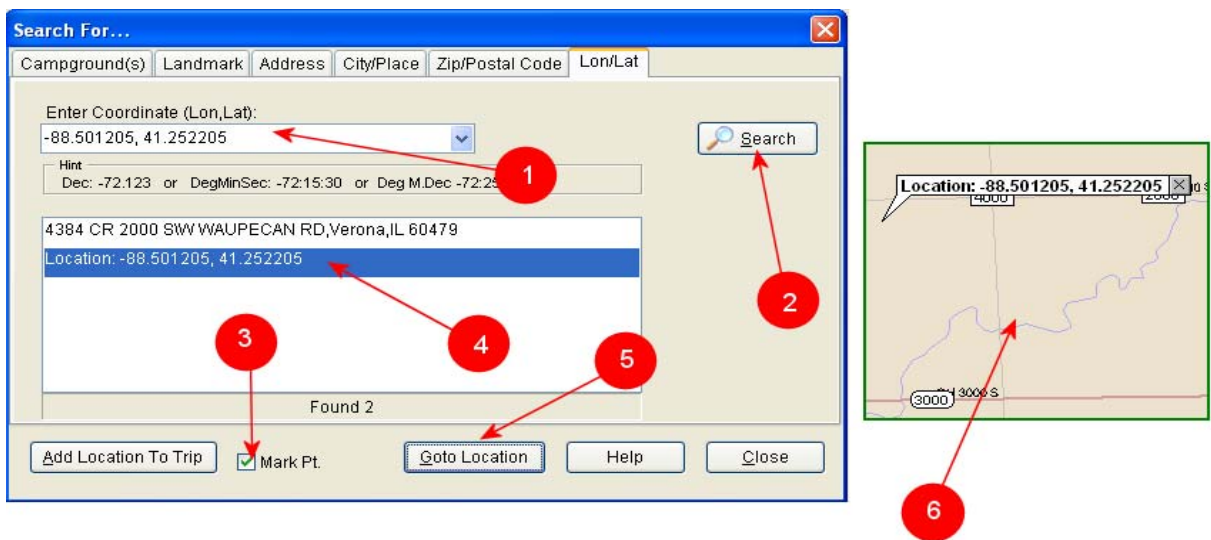 Search For...
Campground(s) Landmark Address City/Place Zip/Postal Code Lon/Lat
Enter Coordinate (Lon,Lat):
-88.501205, 41.252205
Search
Hint
Dec: -72.123 or DegMinSec: -72:15:30 or Deg M.Dec
1
4384 CR 2000 SW WAUPECAN RD,Verona,IL 60479
Location: -88.501205, 41.252205
2
3
4
5
Found 2
Add Location To Trip
Mark Pt.
Goto Location
Help
Close
Location: -88.501205, 41.252205
4000
3000
3000 S
6